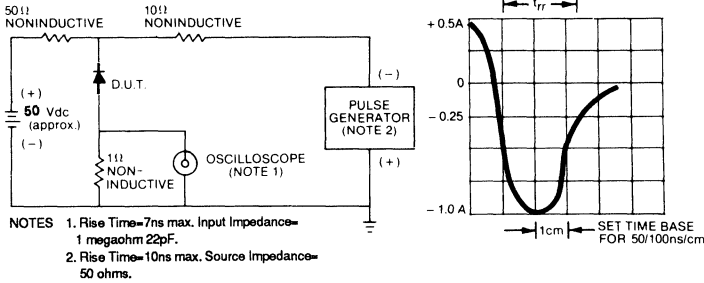 50Ω
NONINDUCTIVE
10Ω
NONINDUCTIVE
(+)
50 Vdc
(approx.)
(−)
D.U.T.
1Ω
NON-
INDUCTIVE
OSCILLOSCOPE
(NOTE 1)
(−)
PULSE
GENERATOR
(NOTE 2)
(+)
NOTES 1. Rise Time=7ns max. Input Impedance=
1 megaohm 22pF.
2. Rise Time=10ns max. Source Impedance=
50 ohms.
trr
+ 0.5A
0
− 0.25
− 1.0 A
1cm
SET TIME BASE
FOR 50/100ns/cm